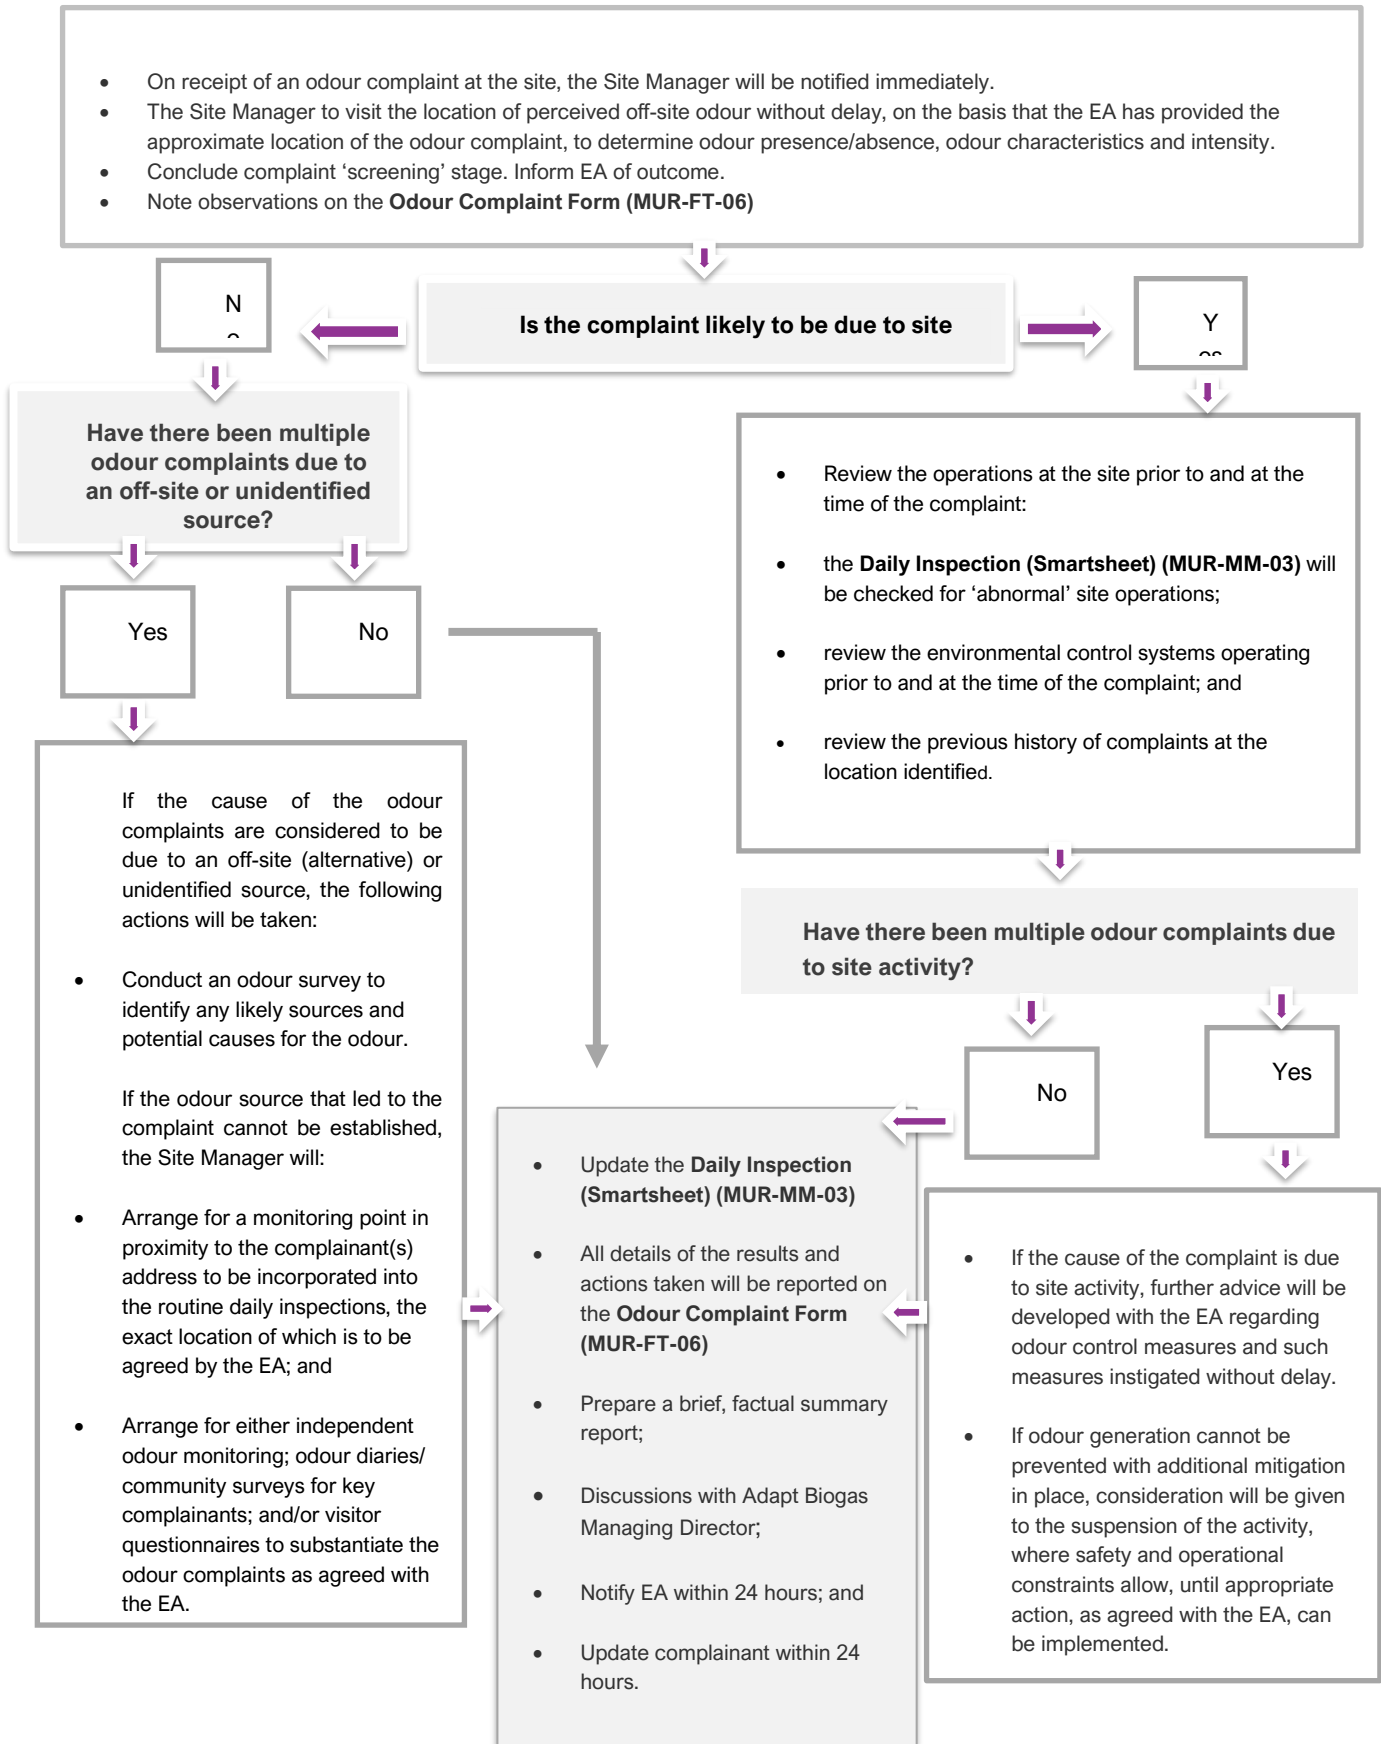 • On receipt of an odour complaint at the site, the Site Manager will be notified immediately.
• The Site Manager to visit the location of perceived off-site odour without delay, on the basis that the EA has provided the
approximate location of the odour complaint, to determine odour presence/absence, odour characteristics and intensity.
• Conclude complaint ‘screening’ stage. Inform EA of outcome.
• Note observations on the Odour Complaint Form (MUR-FT-06)
N
o
Is the complaint likely to be due to site
Y
es
Have there been multiple
odour complaints due to
an off-site or unidentified
source?
Yes
No
If the cause of the odour
complaints are considered to be
due to an off-site (alternative) or
unidentified source, the following
actions will be taken:
• Conduct an odour survey to
identify any likely sources and
potential causes for the odour.
If the odour source that led to the
complaint cannot be established,
the Site Manager will:
• Arrange for a monitoring point in
proximity to the complainant(s)
address to be incorporated into
the routine daily inspections, the
exact location of which is to be
agreed by the EA; and
• Arrange for either independent
odour monitoring; odour diaries/
community surveys for key
complainants; and/or visitor
questionnaires to substantiate the
odour complaints as agreed with
the EA.
• Review the operations at the site prior to and at the
time of the complaint:
• the Daily Inspection (Smartsheet) (MUR-MM-03) will
be checked for ‘abnormal’ site operations;
• review the environmental control systems operating
prior to and at the time of the complaint; and
• review the previous history of complaints at the
location identified.
Have there been multiple odour complaints due
to site activity?
No
Yes
• If the cause of the complaint is due
to site activity, further advice will be
developed with the EA regarding
odour control measures and such
measures instigated without delay.
• If odour generation cannot be
prevented with additional mitigation
in place, consideration will be given
to the suspension of the activity,
where safety and operational
constraints allow, until appropriate
action, as agreed with the EA, can
be implemented.
• Update the Daily Inspection
(Smartsheet) (MUR-MM-03)
• All details of the results and
actions taken will be reported on
the Odour Complaint Form
(MUR-FT-06)
• Prepare a brief, factual summary
report;
• Discussions with Adapt Biogas
Managing Director;
• Notify EA within 24 hours; and
• Update complainant within 24
hours.